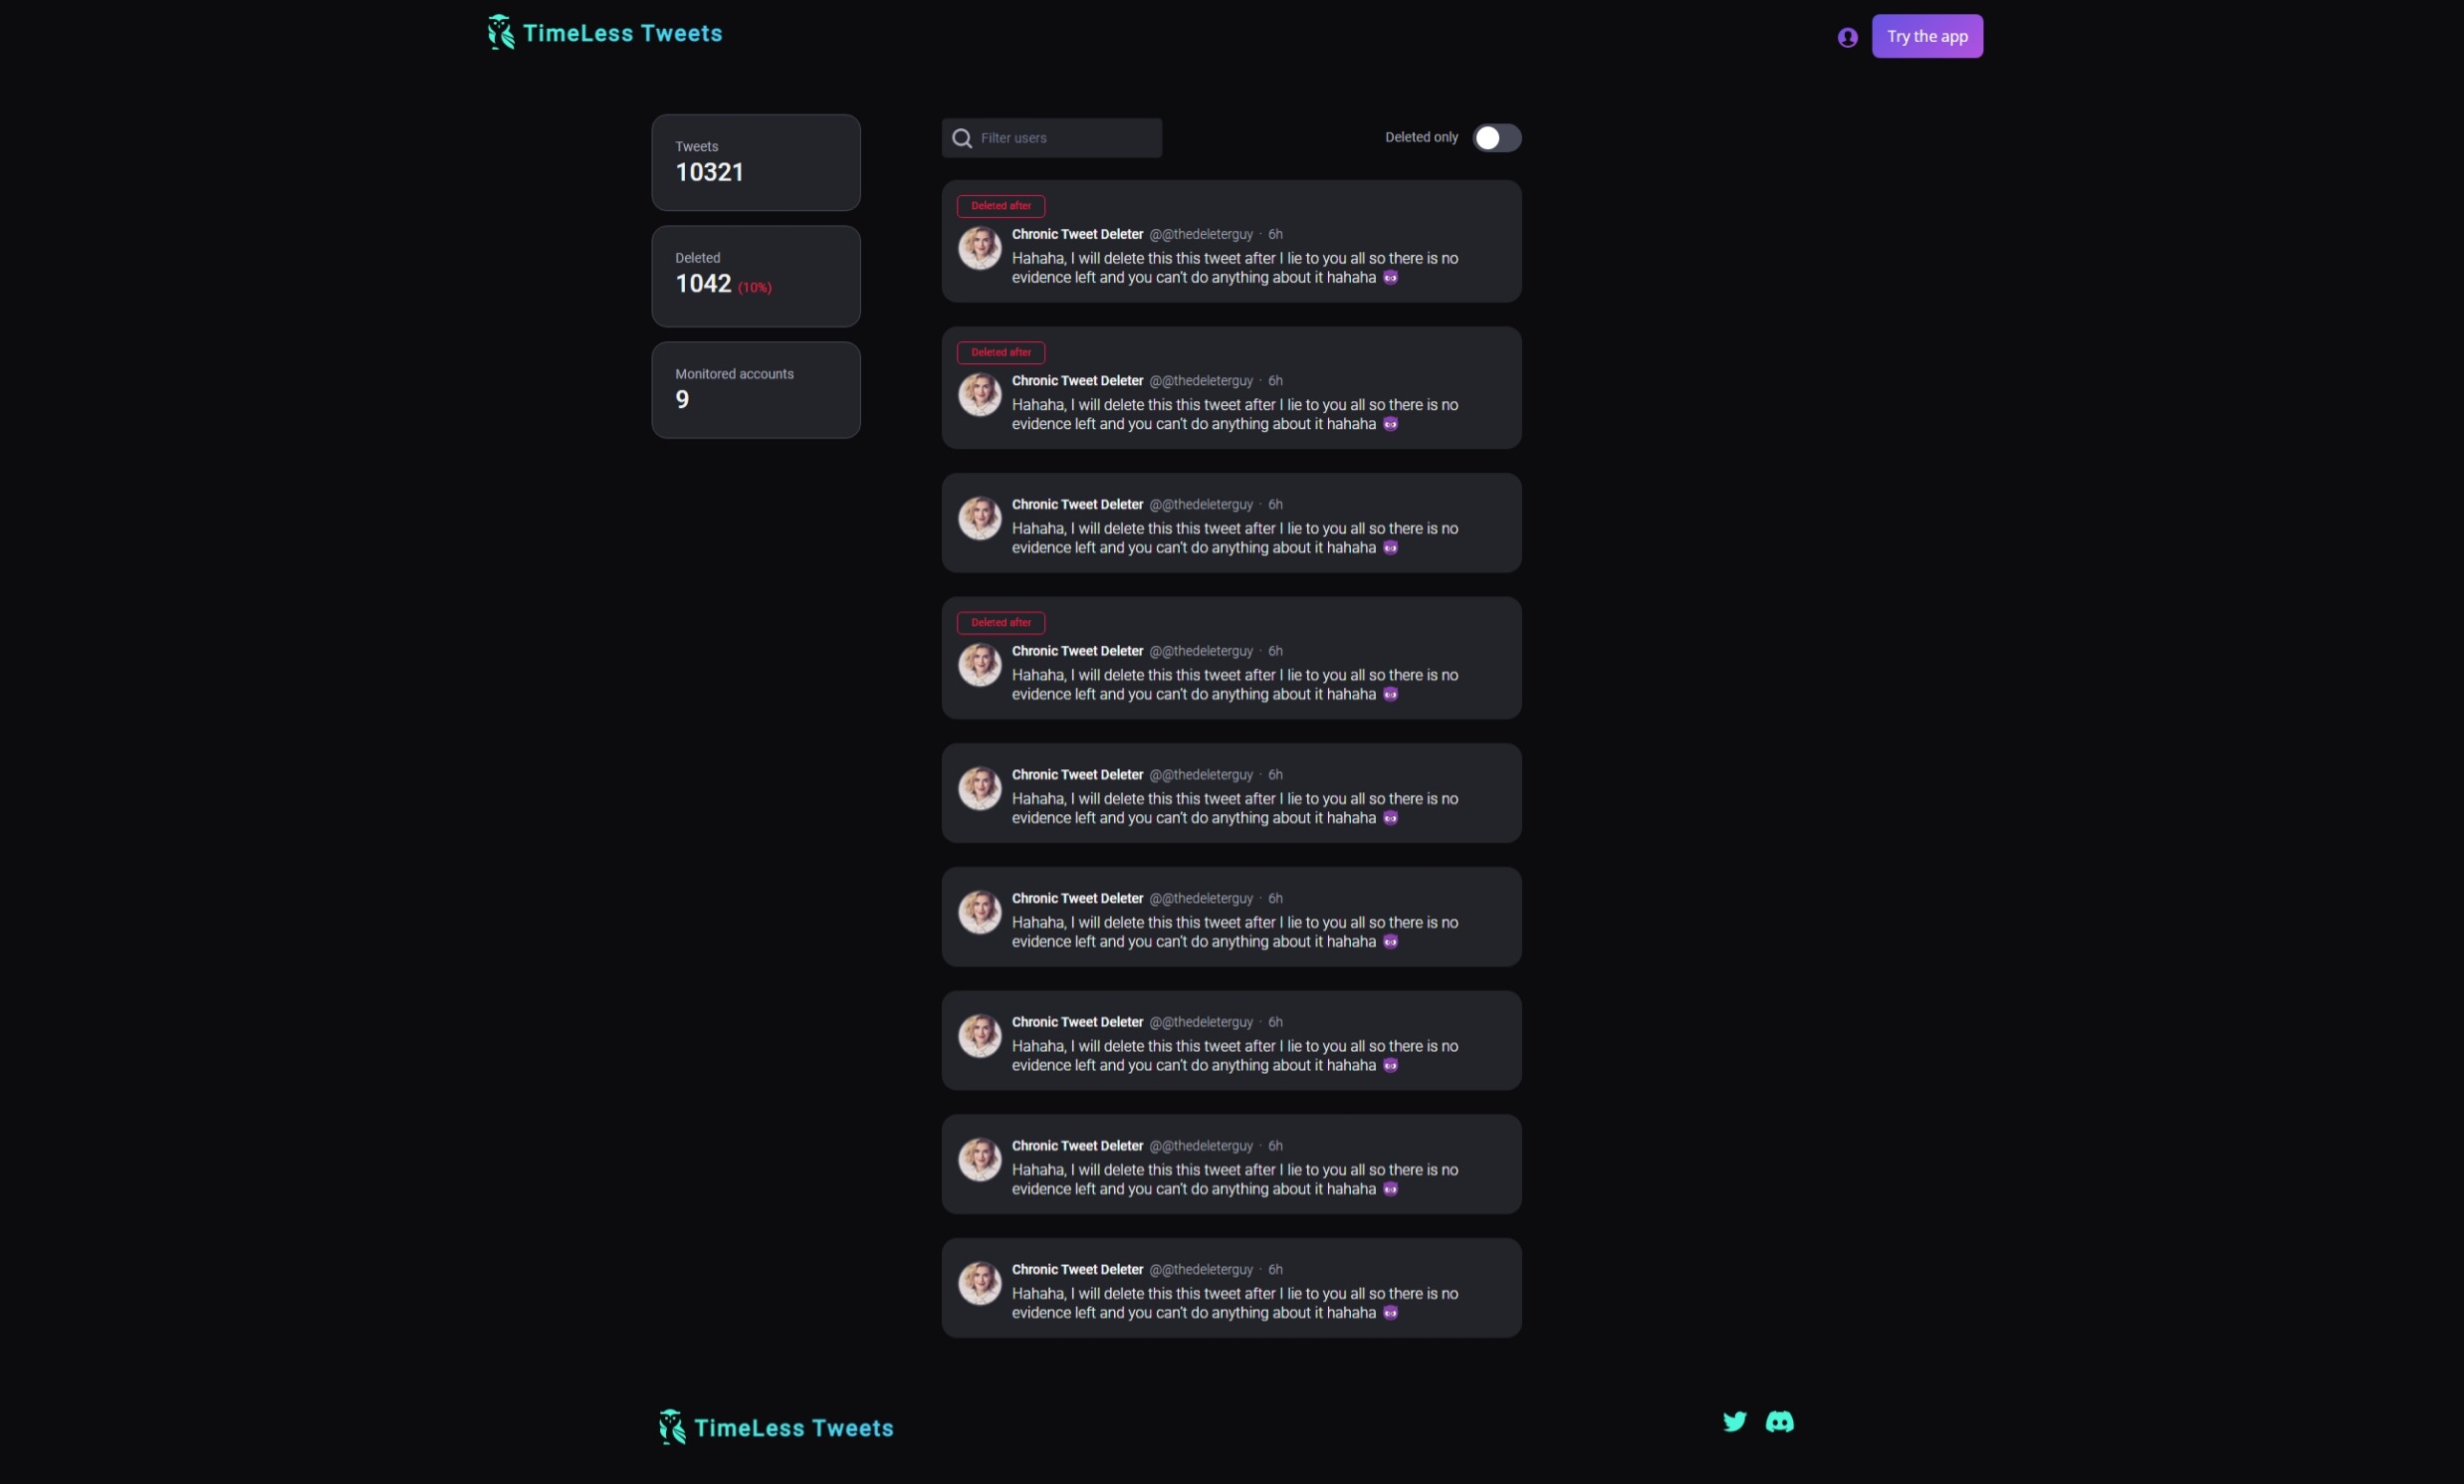 TimeLess Tweets
Try the app
Tweets
10321
Deleted
1042 (10%)
Monitored accounts
9
Filter users
Deleted only
Deleted after
Chronic Tweet Deleter @@thedeleterguy · 6h
Hahaha, I will delete this this tweet after I lie to you all so there is no
evidence left and you can't do anything about it hahaha 😈
Deleted after
Chronic Tweet Deleter @@thedeleterguy · 6h
Hahaha, I will delete this this tweet after I lie to you all so there is no
evidence left and you can't do anything about it hahaha 😈
Chronic Tweet Deleter @@thedeleterguy · 6h
Hahaha, I will delete this this tweet after I lie to you all so there is no
evidence left and you can't do anything about it hahaha 😈
Deleted after
Chronic Tweet Deleter @@thedeleterguy · 6h
Hahaha, I will delete this this tweet after I lie to you all so there is no
evidence left and you can't do anything about it hahaha 😈
Chronic Tweet Deleter @@thedeleterguy · 6h
Hahaha, I will delete this this tweet after I lie to you all so there is no
evidence left and you can't do anything about it hahaha 😈
Chronic Tweet Deleter @@thedeleterguy · 6h
Hahaha, I will delete this this tweet after I lie to you all so there is no
evidence left and you can't do anything about it hahaha 😈
Chronic Tweet Deleter @@thedeleterguy · 6h
Hahaha, I will delete this this tweet after I lie to you all so there is no
evidence left and you can't do anything about it hahaha 😈
Chronic Tweet Deleter @@thedeleterguy · 6h
Hahaha, I will delete this this tweet after I lie to you all so there is no
evidence left and you can't do anything about it hahaha 😈
Chronic Tweet Deleter @@thedeleterguy · 6h
Hahaha, I will delete this this tweet after I lie to you all so there is no
evidence left and you can't do anything about it hahaha 😈
TimeLess Tweets